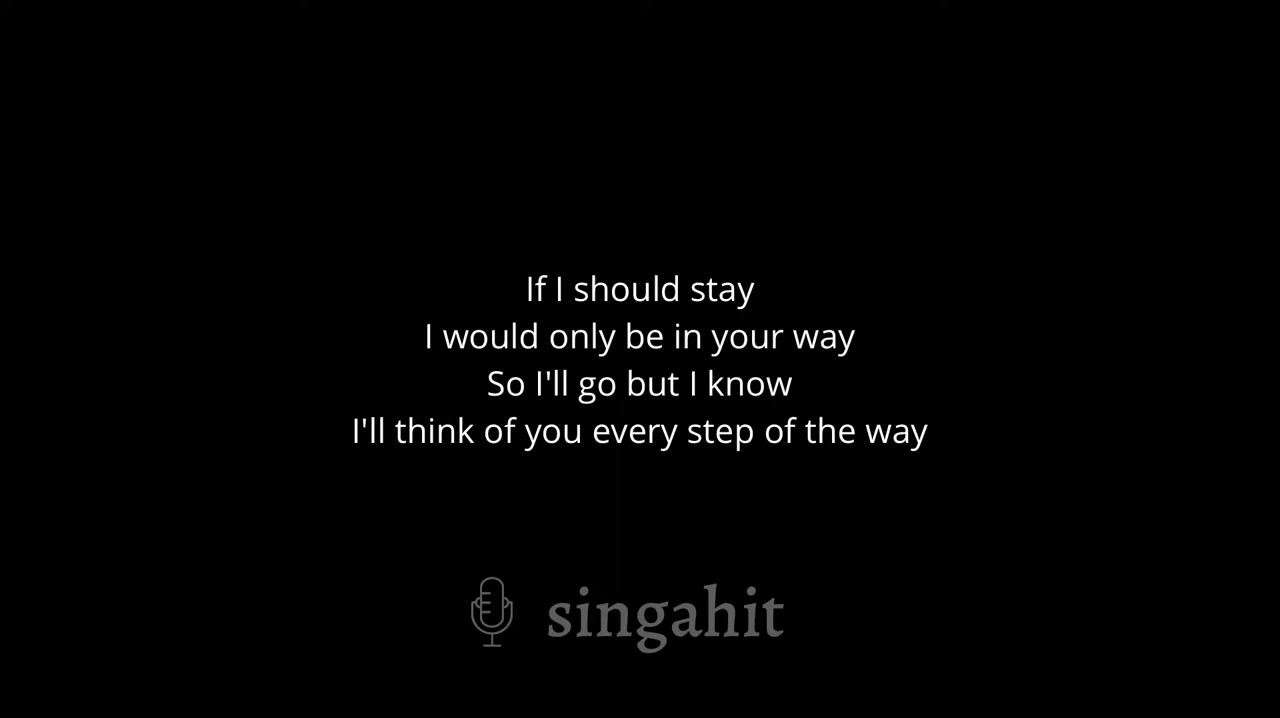 If I should stay
I would only be in your way
So I'll go but I know
I'll think of you every step of the way
singahit